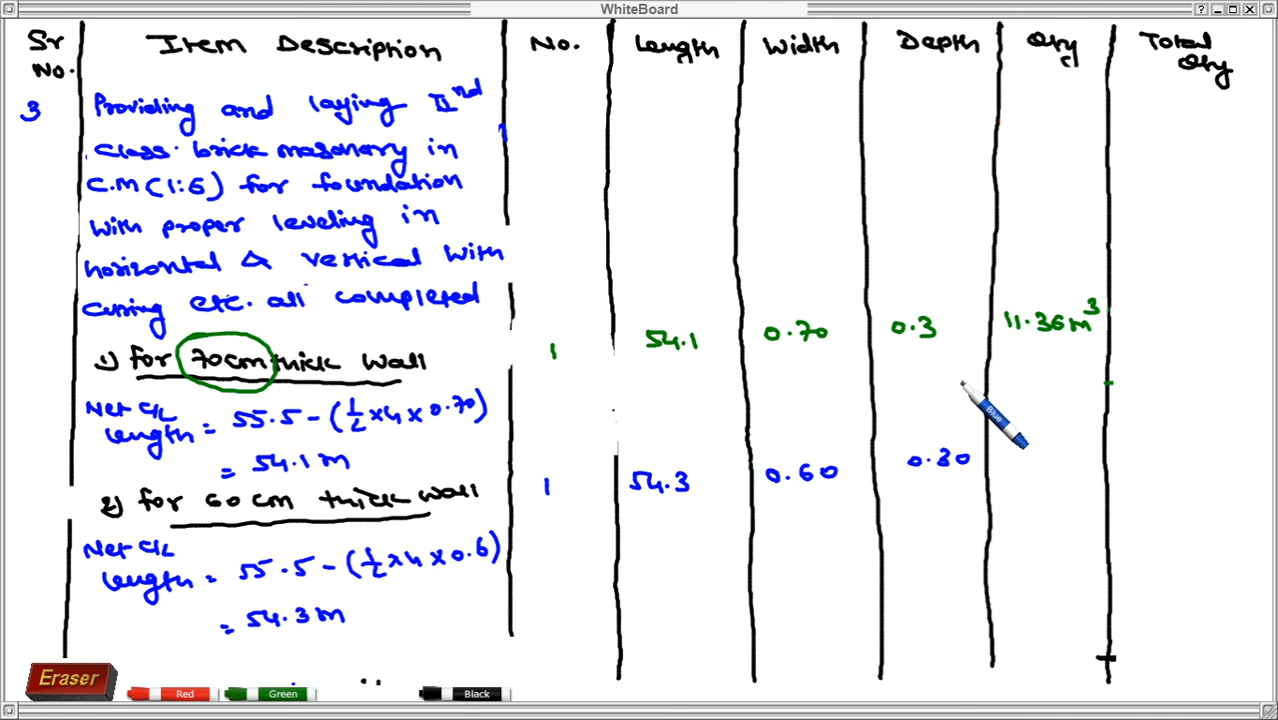 WhiteBoard
Sr No. Item Description No. Length Width Depth Qty Total Qty
3 Providing and laying IInd
class brick masonary in
C.M (1:6) for foundation
with proper leveling in
horizontal & vertical with
curing etc. all completed
1) for 70cm thick wall 1 54.1 0.70 0.3 11.36 m³
Net C/L length = 55.5 - (1/2 x 4 x 0.70)
= 54.1 m
2) for 60 cm thick wall 1 54.3 0.60 0.30
Net C/L length = 55.5 - (1/2 x 4 x 0.6)
= 54.3 m
Eraser Red Green Black
Blue